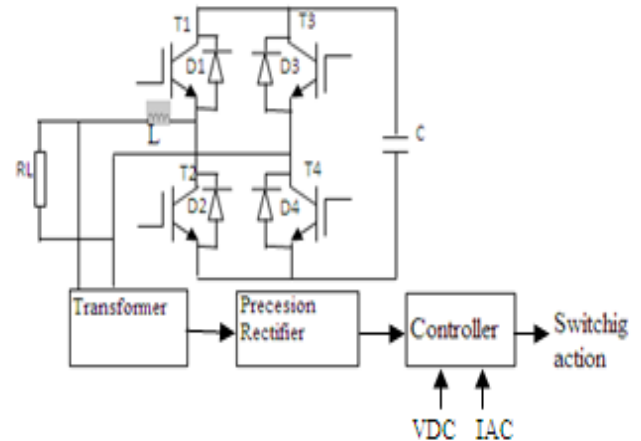 T1
T3
D1
D3
L
C
RL
T2
T4
D2
D4
Transformer
Precesion
Rectifier
Controller
Switchig
action
VDC
IAC